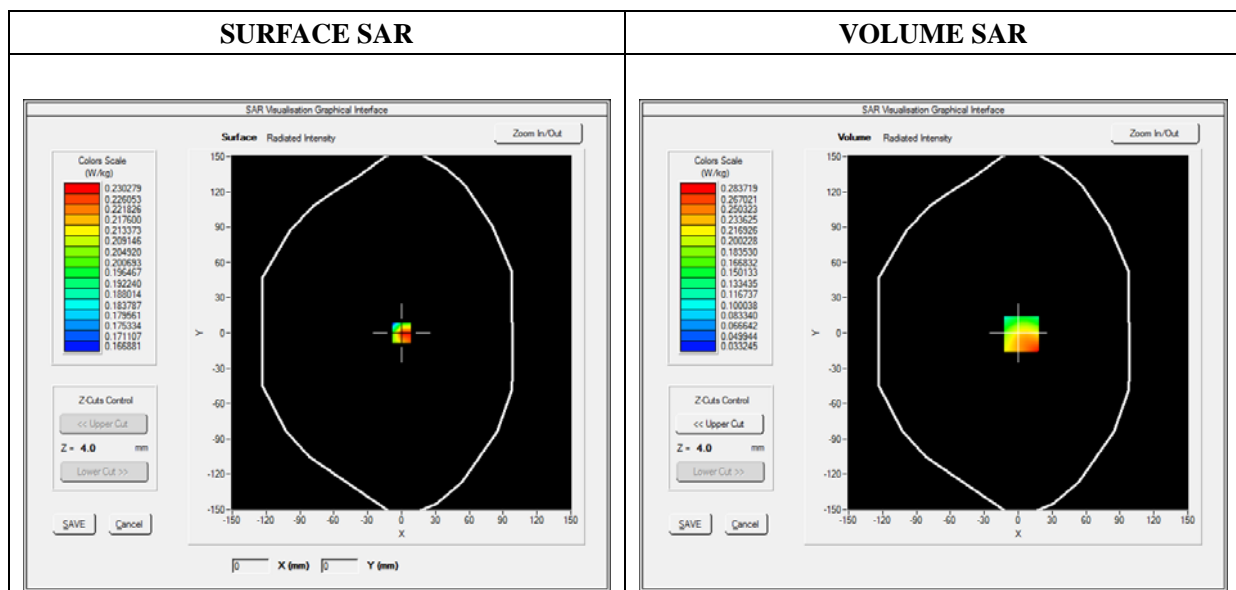 SURFACE SAR
VOLUME SAR
SAR Visualisation Graphical Interface
Surface Radiated Intensity
Zoom In/Out
Colors Scale
(W/kg)
0.230279
0.226053
0.221826
0.217600
0.213373
0.209146
0.204920
0.200693
0.196467
0.192240
0.188014
0.183787
0.179561
0.175334
0.171107
0.166881
Z-Cuts Control
<< Upper Cut
Z = 4.0 mm
Lower Cut >>
SAVE Cancel
150
120
90
60
30
0
-30
-60
-90
-120
-150
Y
-150 -120 -90 -60 -30 0 30 60 90 120 150
X
0 X (mm) 0 Y (mm)
SAR Visualisation Graphical Interface
Volume Radiated Intensity
Zoom In/Out
Colors Scale
(W/kg)
0.283719
0.267021
0.250323
0.233625
0.216926
0.200228
0.183530
0.166832
0.150133
0.133435
0.116737
0.100038
0.083340
0.066642
0.049944
0.033245
Z-Cuts Control
<< Upper Cut
Z = 4.0 mm
Lower Cut >>
SAVE Cancel
150
120
90
60
30
0
-30
-60
-90
-120
-150
Y
-150 -120 -90 -60 -30 0 30 60 90 120 150
X